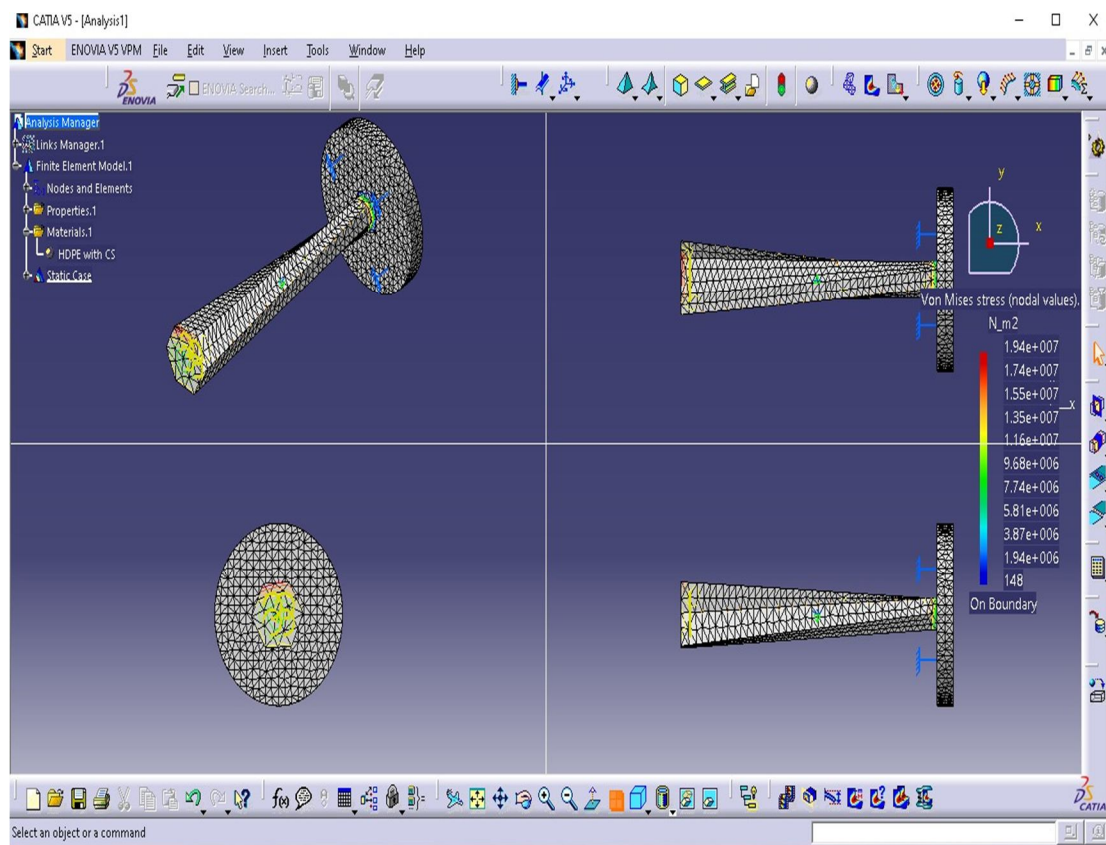 CATIA V5 - [Analysis1]
Start ENOVIA V5 VPM File Edit View Insert Tools Window Help
ENOVIA
ENOVIA Search...
Analysis Manager
Links Manager.1
Finite Element Model.1
Nodes and Elements
Properties.1
Materials.1
HDPE with CS
Static Case
y
z
x
Von Mises stress (nodal values).
N_m2
1.94e+007
1.74e+007
1.55e+007
1.35e+007
x
1.16e+007
9.68e+006
7.74e+006
5.81e+006
3.87e+006
1.94e+006
148
On Boundary
f(x)
CATIA
Select an object or a command